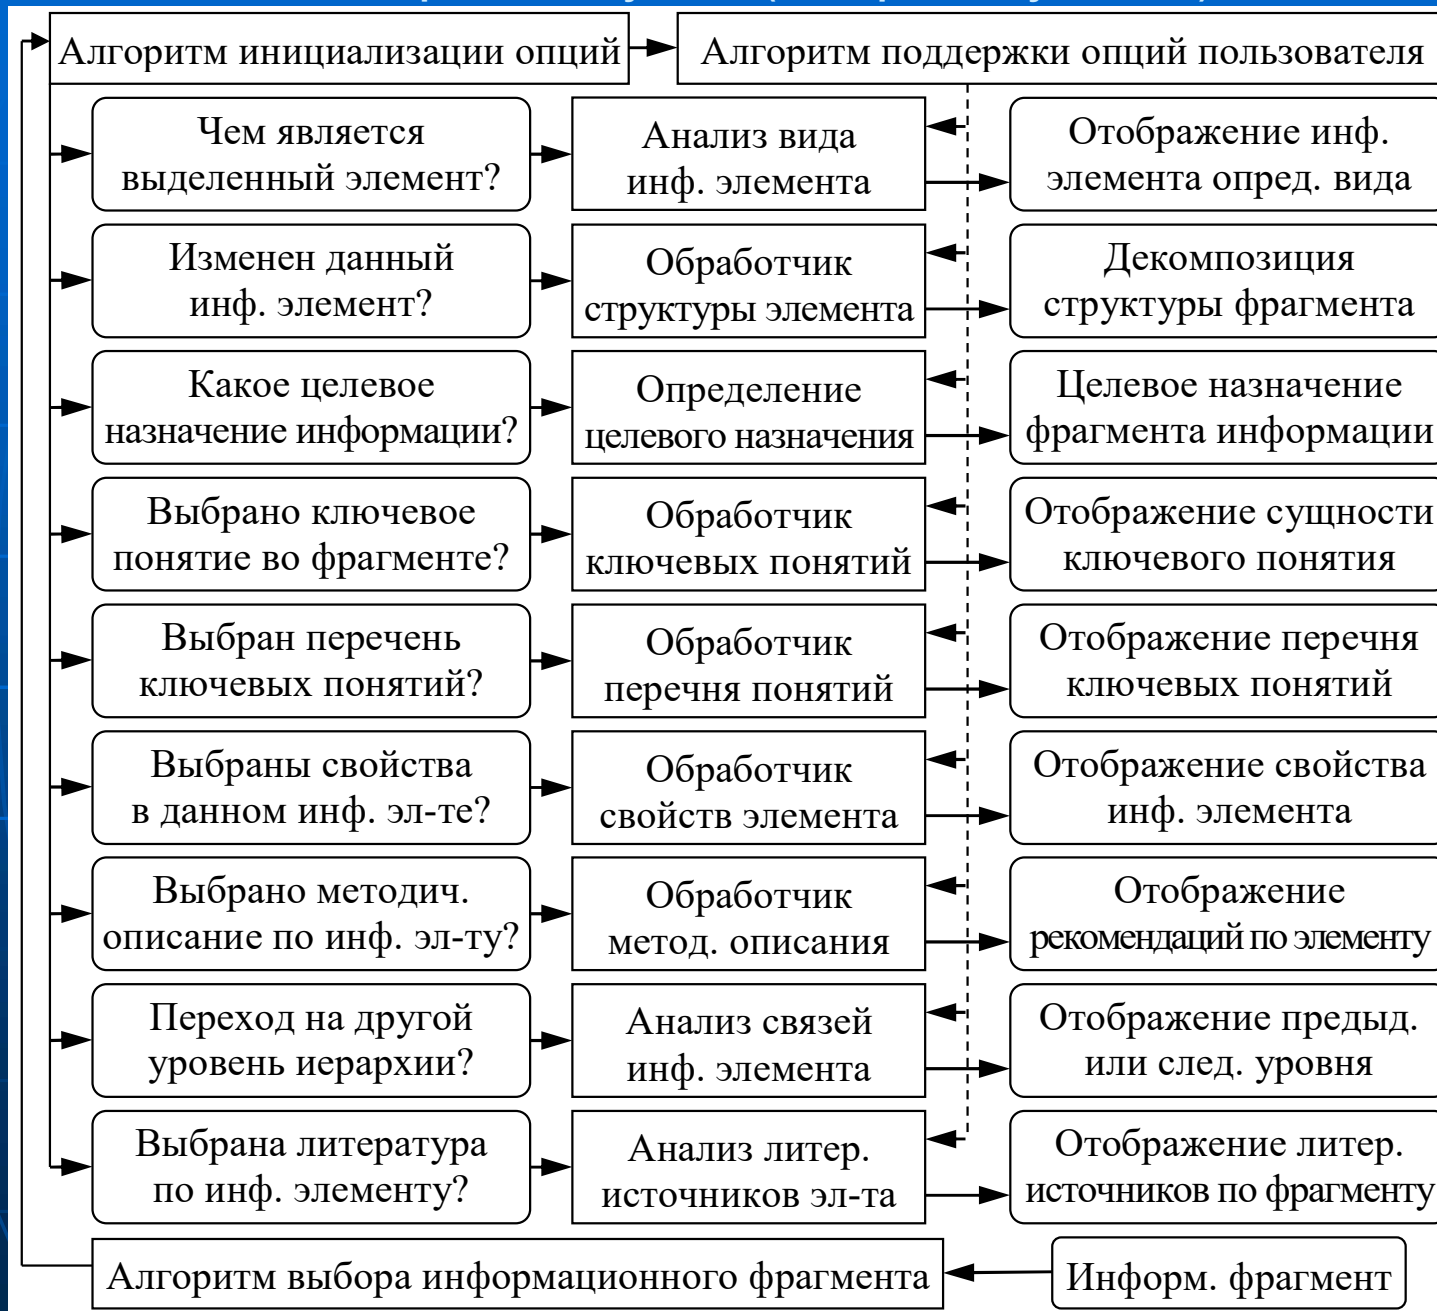 Алгоритм инициализации опций
Алгоритм поддержки опций пользователя
Чем является
выделенный элемент?
Анализ вида
инф. элемента
Отображение инф.
элемента опред. вида
Изменен данный
инф. элемент?
Обработчик
структуры элемента
Декомпозиция
структуры фрагмента
Какое целевое
назначение информации?
Определение
целевого назначения
Целевое назначение
фрагмента информации
Выбрано ключевое
понятие во фрагменте?
Обработчик
ключевых понятий
Отображение сущности
ключевого понятия
Выбран перечень
ключевых понятий?
Обработчик
перечня понятий
Отображение перечня
ключевых понятий
Выбраны свойства
в данном инф. эл-те?
Обработчик
свойств элемента
Отображение свойства
инф. элемента
Выбрано методич.
описание по инф. эл-ту?
Обработчик
метод. описания
Отображение
рекомендаций по элементу
Переход на другой
уровень иерархии?
Анализ связей
инф. элемента
Отображение предыд.
или след. уровня
Выбрана литература
по инф. элементу?
Анализ литер.
источников эл-та
Отображение литер.
источников по фрагменту
Алгоритм выбора информационного фрагмента
Информ. фрагмент